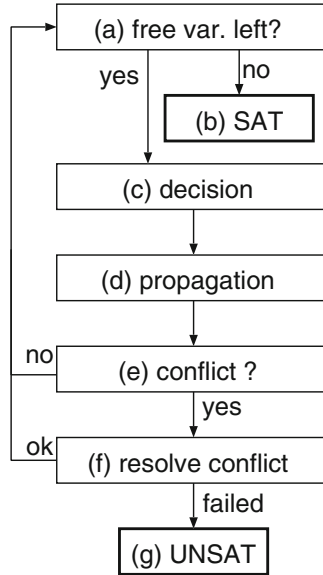 (a) free var. left?
yes
no
(b) SAT
(c) decision
(d) propagation
no
(e) conflict ?
yes
ok
(f) resolve conflict
failed
(g) UNSAT